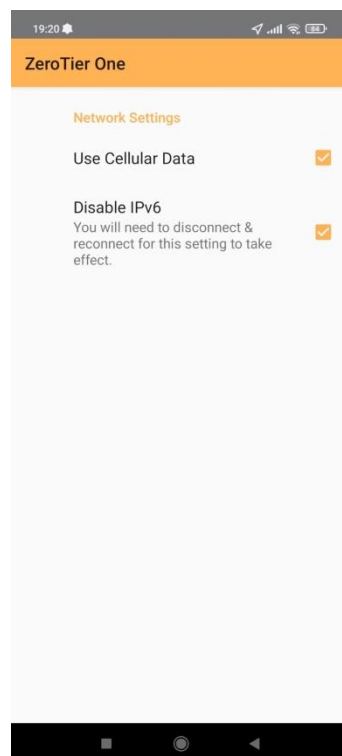 19:20 84
ZeroTier One
Network Settings
Use Cellular Data
Disable IPv6
You will need to disconnect &
reconnect for this setting to take
effect.